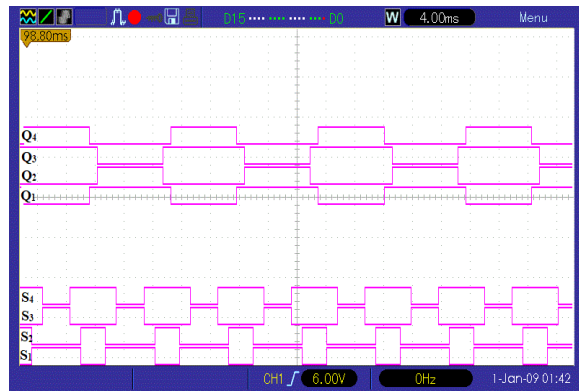 D15 D0 W 4.00ms Menu
98.80ms
Q4
Q3
Q2
Q1
S4
S3
S2
S1
CH1 6.00V 0Hz 1-Jan-09 01:42